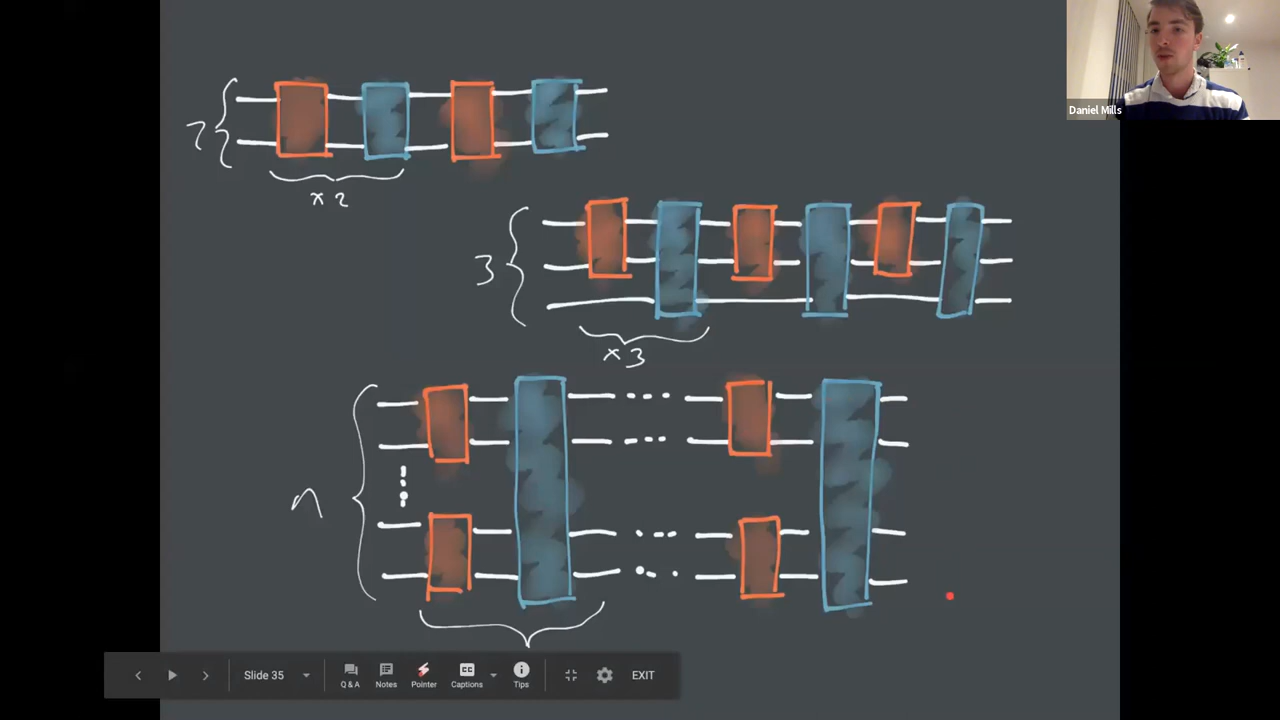 Daniel Mills
2
x 2
3
x 3
n
Slide 35
Q & A
Notes
Pointer
Captions
Tips
EXIT